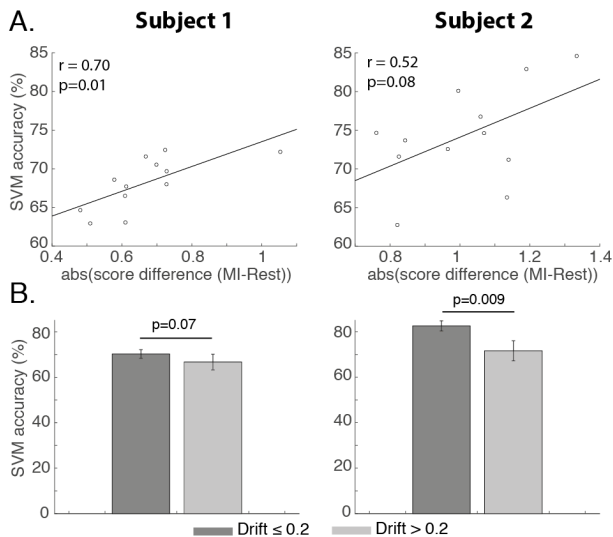 A.
Subject 1
Subject 2
SVM accuracy (%)
85
80
75
70
65
60
r = 0.70
p=0.01
0.4
0.6
0.8
1
abs(score difference (MI-Rest))
85
80
75
70
65
60
r = 0.52
p=0.08
0.8
1
1.2
1.4
abs(score difference (MI-Rest))
B.
SVM accuracy (%)
80
60
40
20
0
p=0.07
80
60
40
20
0
p=0.009
Drift ≤ 0.2
Drift > 0.2